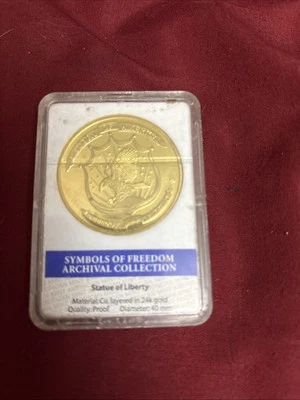 SYMBOLS OF FREEDOM
ARCHIVAL COLLECTION
Statue of Liberty
Material: Cu, layered in 24k gold
Quality: Proof Diameter: 40 mm